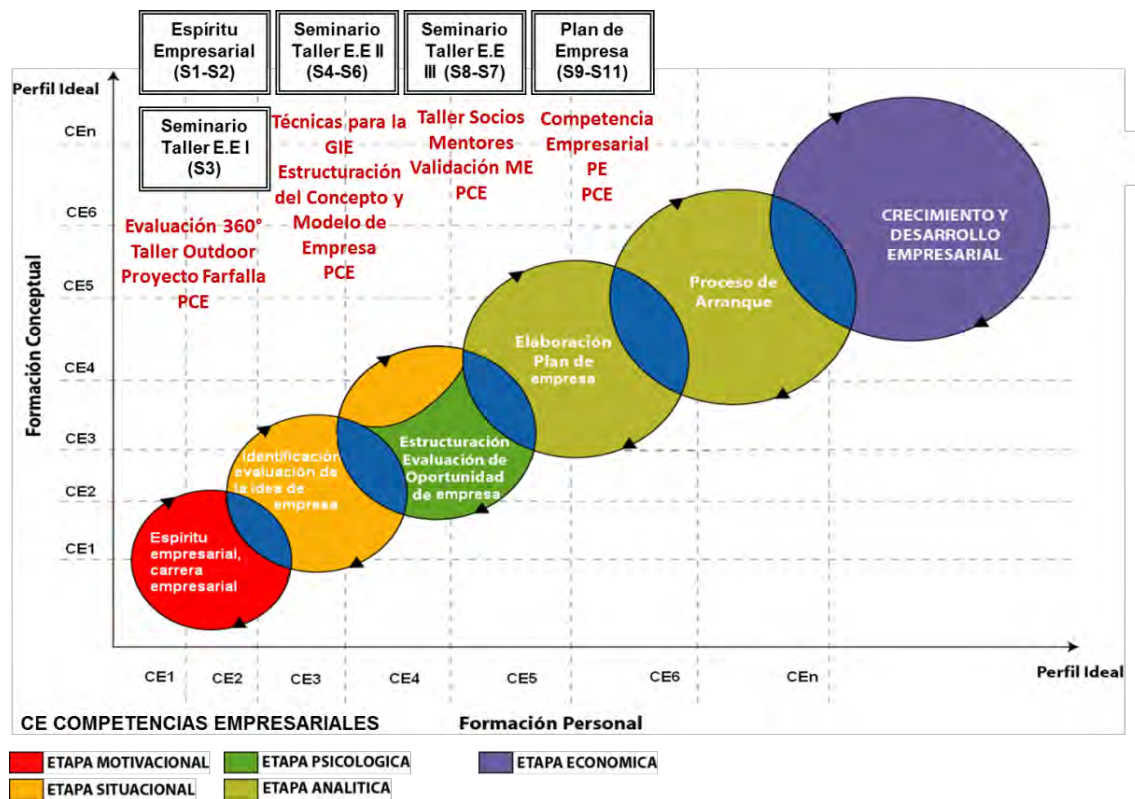 Espíritu
Empresarial
(S1-S2)
Seminario
Taller E.E II
(S4-S6)
Seminario
Taller E.E
III (S8-S7)
Plan de
Empresa
(S9-S11)
Seminario
Taller E.E I
(S3)
Perfil Ideal
Evaluación 360°
Taller Outdoor
Proyecto Farfalla
PCE
Técnicas para la
GIE
Estructuración
del Concepto y
Modelo de
Empresa
PCE
Taller Socios
Mentores
Validación ME
PCE
Competencia
Empresarial
PE
PCE
Formación Conceptual
CEn
CE6
CE5
CE4
CE3
CE2
CE1
CRECIMIENTO Y
DESARROLLO
EMPRESARIAL
Proceso de
Arranque
Elaboración
Plan de
empresa
Estructuración
Evaluación de
Oportunidad
de empresa
Identificación
evaluación de
la idea de
empresa
Espíritu
empresarial,
carrera
empresarial
CE1
CE2
CE3
CE4
CE5
CE6
CEn
Perfil Ideal
CE COMPETENCIAS EMPRESARIALES
Formación Personal
ETAPA MOTIVACIONAL
ETAPA PSICOLOGICA
ETAPA ECONOMICA
ETAPA SITUACIONAL
ETAPA ANALITICA